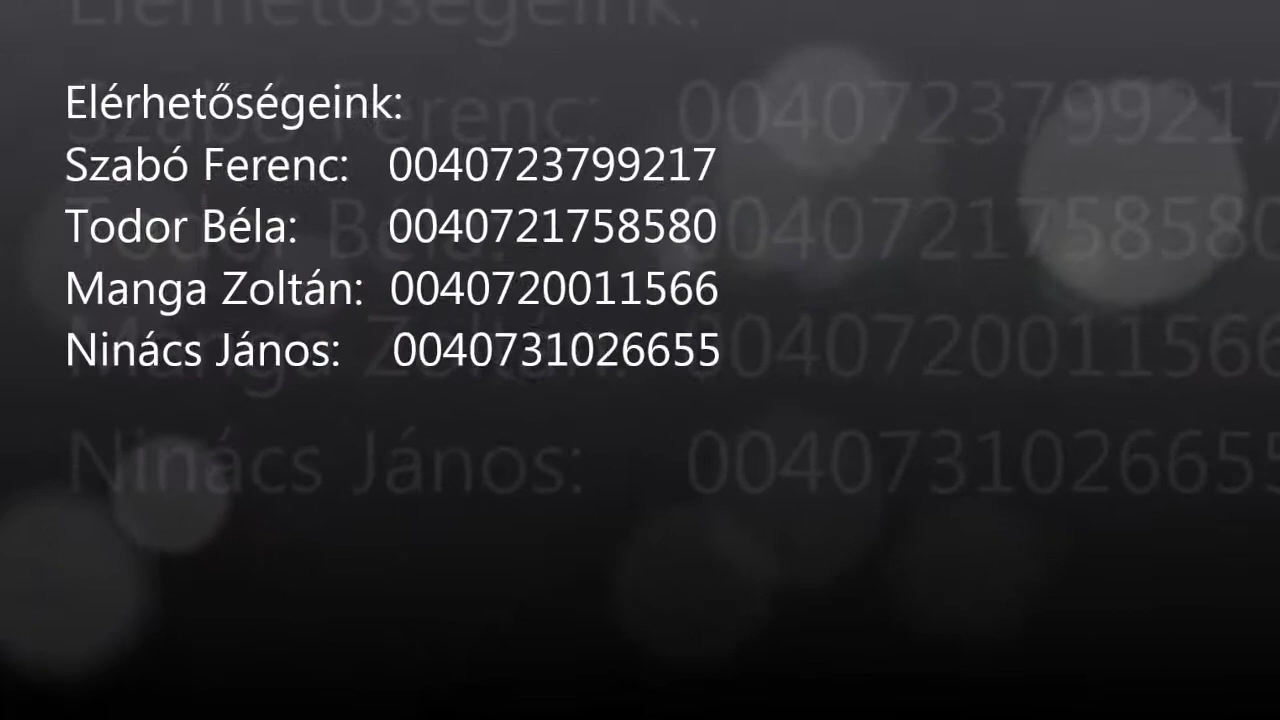 Elérhetőségeink:
Szabó Ferenc: 0040723799217
Todor Béla: 0040721758580
Manga Zoltán: 0040720011566
Ninács János: 0040731026655